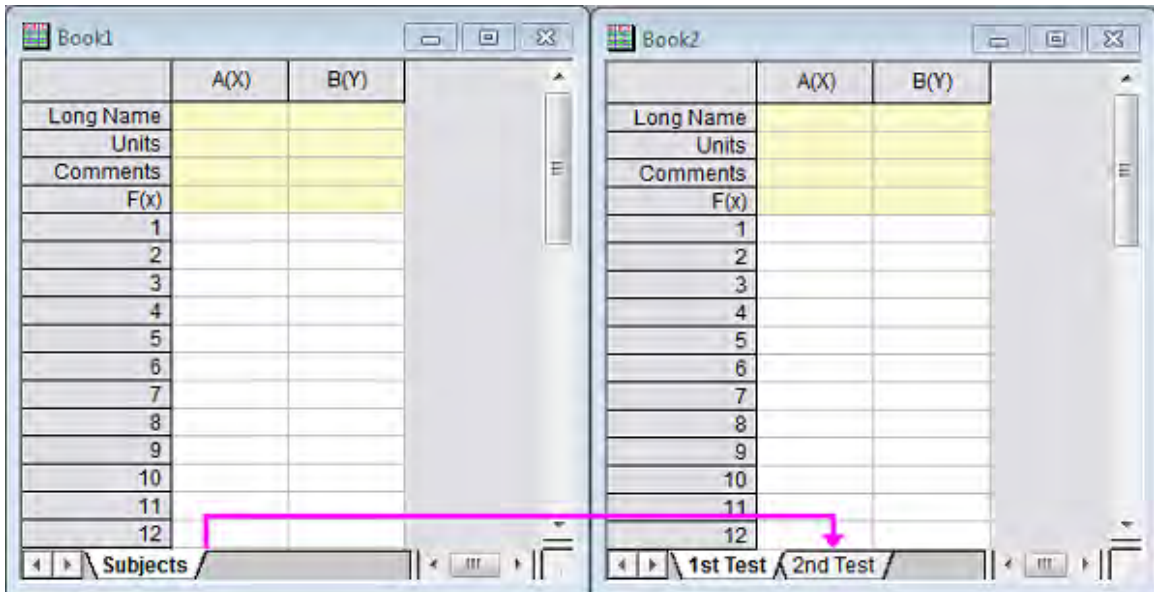 Book1
A(X) B(Y)
Long Name
Units
Comments
F(x)
1
2
3
4
5
6
7
8
9
10
11
12
Subjects
Book2
A(X) B(Y)
Long Name
Units
Comments
F(x)
1
2
3
4
5
6
7
8
9
10
11
12
1st Test 2nd Test